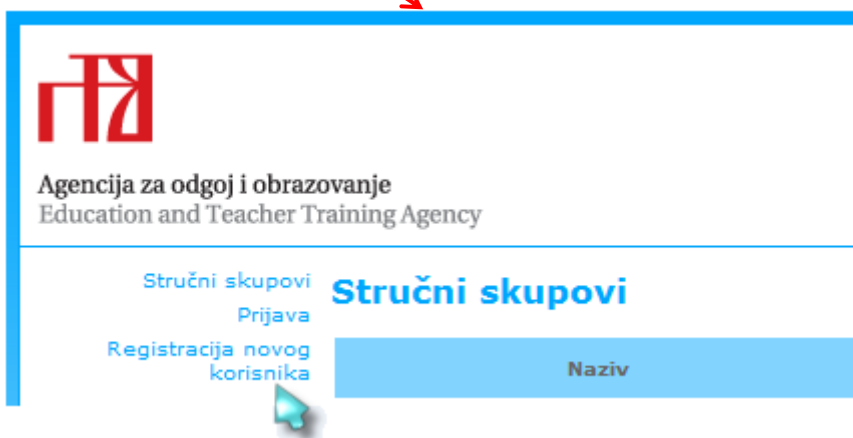 Agencija za odgoj i obrazovanje
Education and Teacher Training Agency
Stručni skupovi
Prijava
Registracija novog
korisnika
Stručni skupovi
Naziv